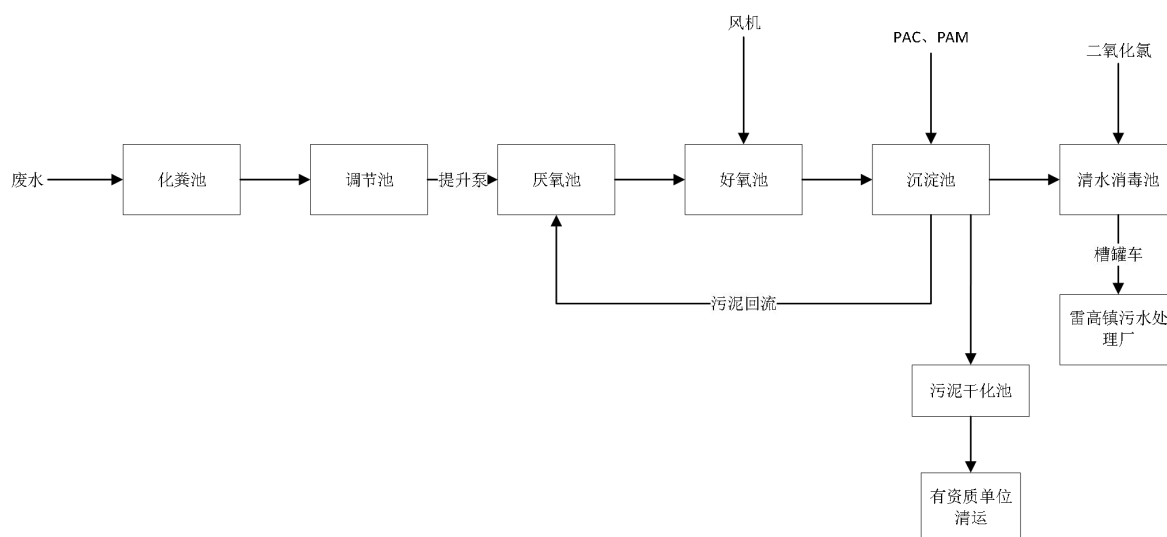 风机
PAC、PAM
二氧化氯
废水
化粪池
调节池
提升泵
厌氧池
好氧池
沉淀池
清水消毒池
槽罐车
污泥回流
雷高镇污水处
理厂
污泥干化池
有资质单位
清运